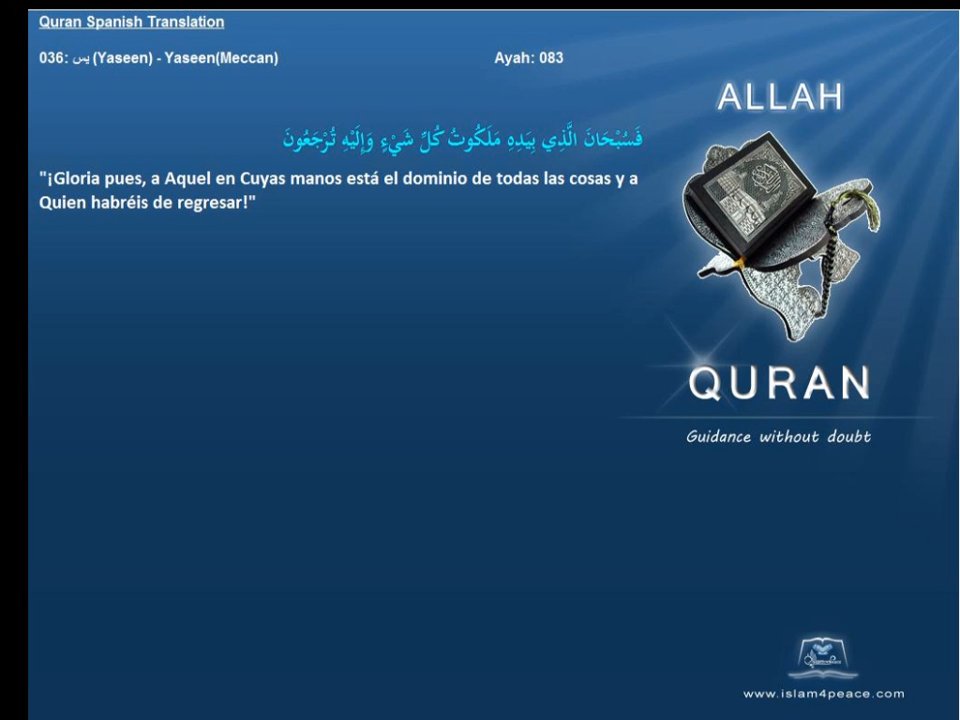 Quran Spanish Translation
036: يس (Yaseen) - Yaseen(Meccan) Ayah: 083
فَسُبْحَانَ الَّذِي بِيَدِهِ مَلَكُوتُ كُلِّ شَيْءٍ وَإِلَيْهِ تُرْجَعُونَ
"¡Gloria pues, a Aquel en Cuyas manos está el dominio de todas las cosas y a
Quien habréis de regresar!"
ALLAH
QURAN
Guidance without doubt
www.islam4peace.com